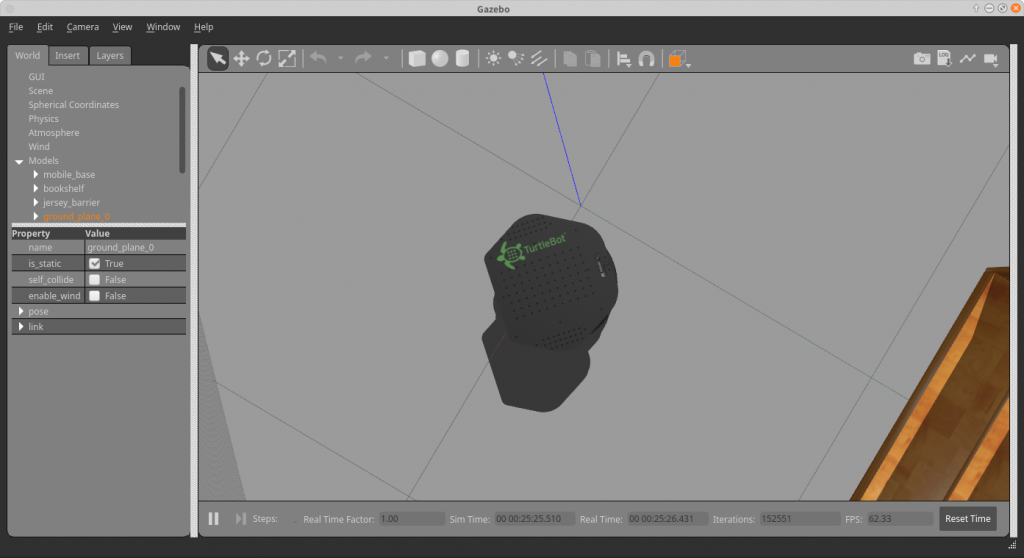 Gazebo
File Edit Camera View Window Help
World Insert Layers
GUI
Scene
Spherical Coordinates
Physics
Atmosphere
Wind
Models
mobile_base
bookshelf
jersey_barrier
ground_plane_0
Property Value
name ground_plane_0
is_static True
self_collide False
enable_wind False
pose
link
LOG
TurtleBot
Steps: Real Time Factor: 1.00 Sim Time: 00 00:25:25.510 Real Time: 00 00:25:26.431 Iterations: 152551 FPS: 62.33 Reset Time